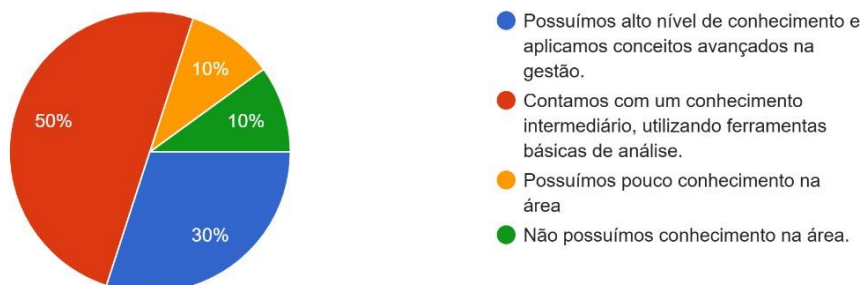 50%
10%
10%
30%
Possuímos alto nível de conhecimento e
aplicamos conceitos avançados na
gestão.
Contamos com um conhecimento
intermediário, utilizando ferramentas
básicas de análise.
Possuímos pouco conhecimento na
área
Não possuímos conhecimento na área.